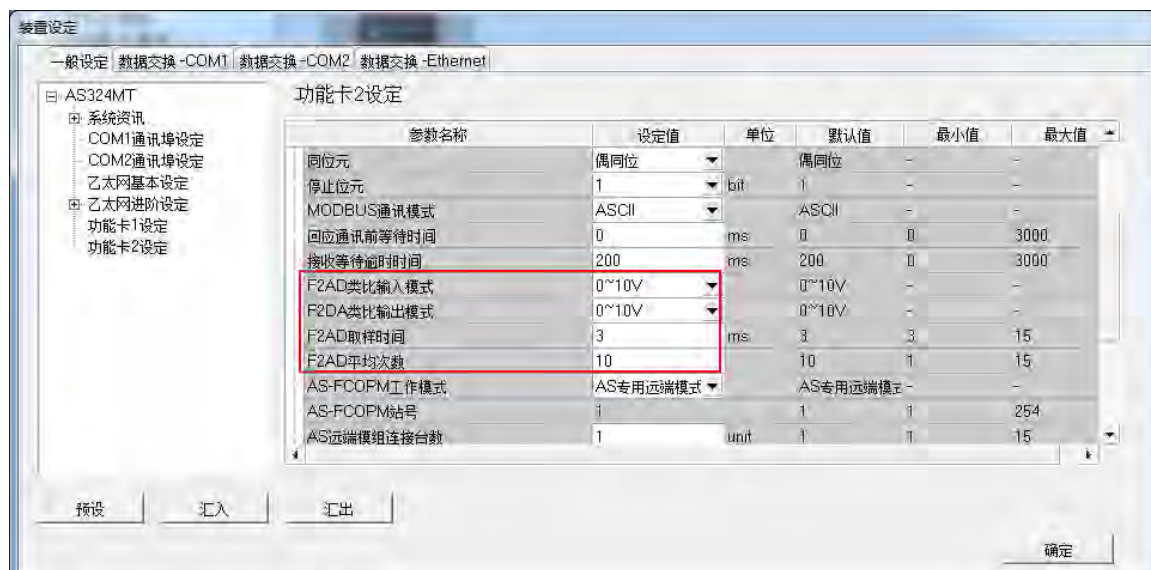 装置设定
一般设定 数据交换 -COM1 数据交换 -COM2 数据交换 -Ethernet
AS324MT
系统资讯
COM1通讯埠设定
COM2通讯埠设定
乙太网基本设定
乙太网进阶设定
功能卡1设定
功能卡2设定
功能卡2设定
参数名称 设定值 单位 默认值 最小值 最大值
同位元 偶同位 偶同位 - -
停止位元 1 bit 1 - -
MODBUS通讯模式 ASCII ASCII - -
回应通讯前等待时间 0 ms 0 0 3000
接收等待逾时时间 200 ms 200 0 3000
F2AD类比输入模式 0~10V 0~10V - -
F2DA类比输出模式 0~10V 0~10V - -
F2AD取样时间 3 ms 3 3 15
F2AD平均次数 10 10 1 15
AS-FCOPM工作模式 AS专用远端模式 AS专用远端模式 - -
AS-FCOPM站号 1 1 1 254
AS远端模组连接台数 1 unit 1 1 15
预设 汇入 汇出
确定